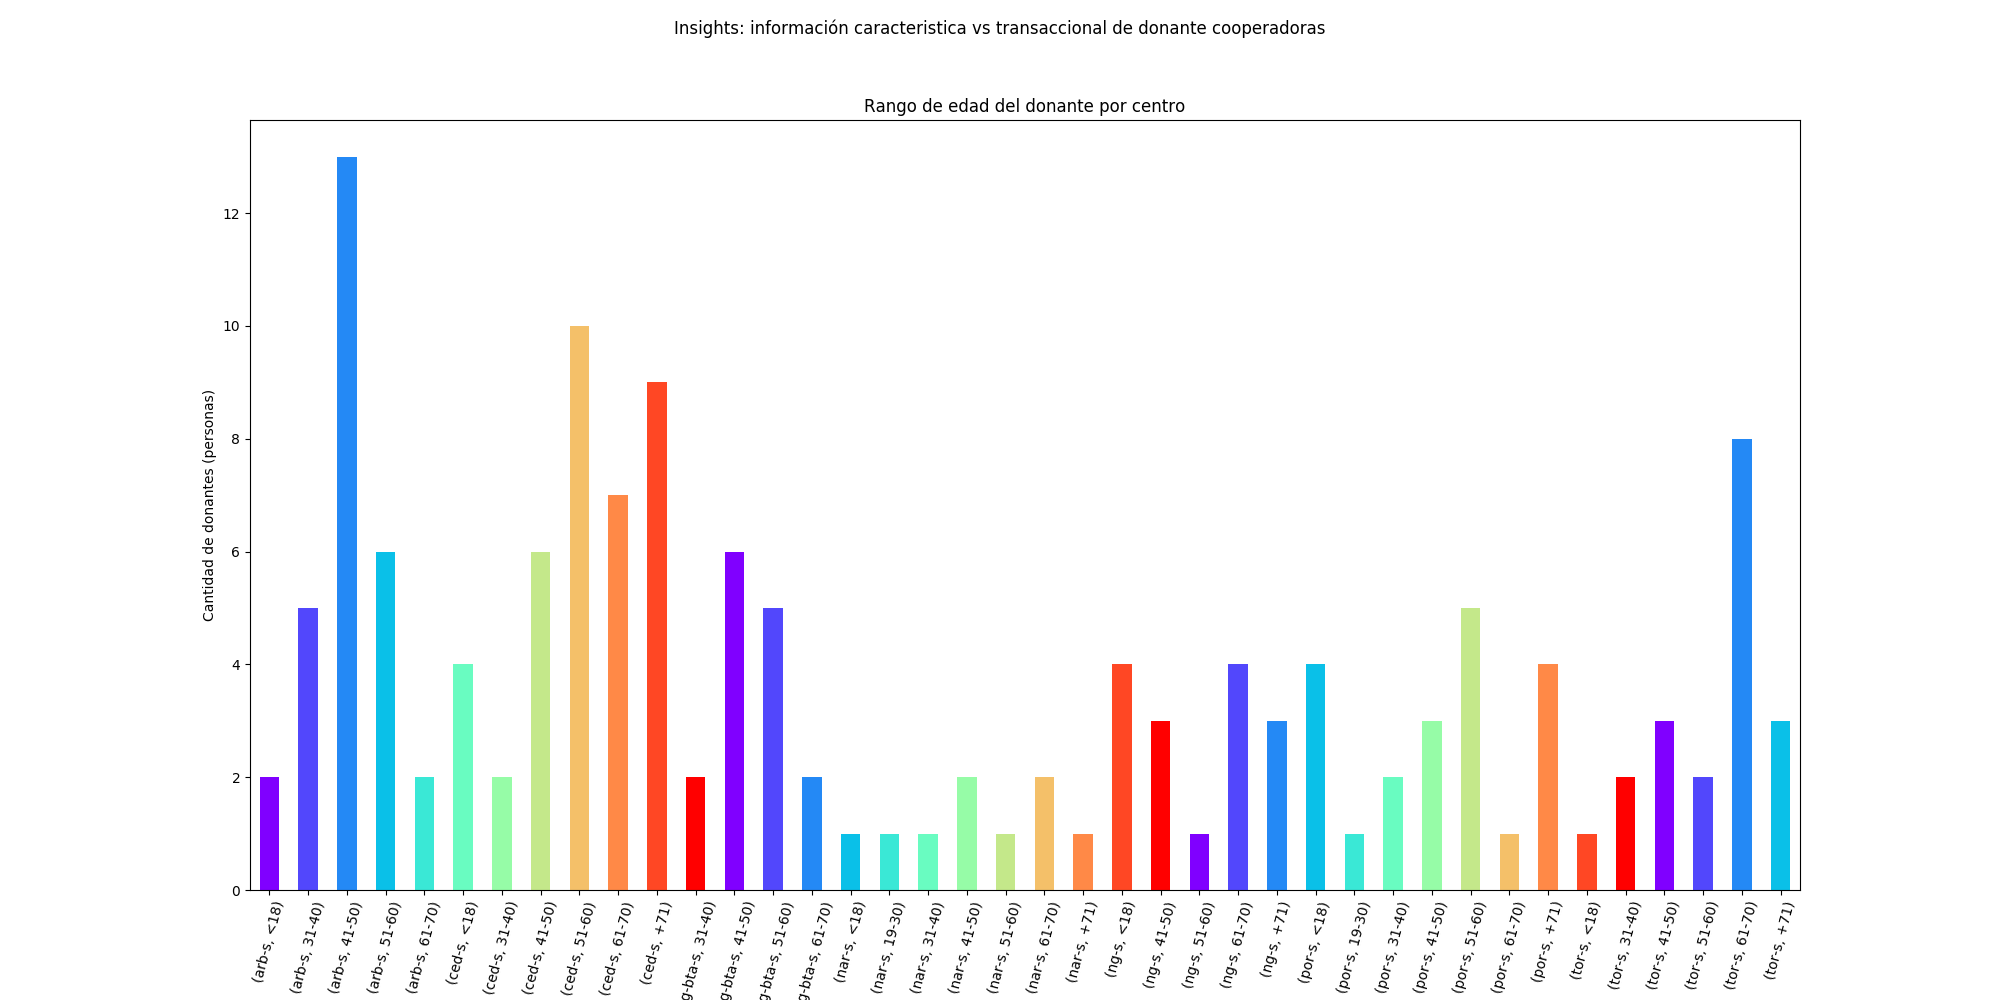 Insights: información caracteristica vs transaccional de donante cooperadoras
Rango de edad del donante por centro
Cantidad de donantes (personas)
12
10
8
6
4
2
0
(arb-s, <18)
(arb-s, 31-40)
(arb-s, 41-50)
(arb-s, 51-60)
(arb-s, 61-70)
(ced-s, <18)
(ced-s, 31-40)
(ced-s, 41-50)
(ced-s, 51-60)
(ced-s, 61-70)
(ced-s, +71)
g-bta-s, 31-40)
g-bta-s, 41-50)
g-bta-s, 51-60)
g-bta-s, 61-70)
(nar-s, <18)
(nar-s, 19-30)
(nar-s, 31-40)
(nar-s, 41-50)
(nar-s, 51-60)
(nar-s, 61-70)
(nar-s, +71)
(ng-s, <18)
(ng-s, 41-50)
(ng-s, 51-60)
(ng-s, 61-70)
(ng-s, +71)
(por-s, <18)
(por-s, 19-30)
(por-s, 31-40)
(por-s, 41-50)
(por-s, 51-60)
(por-s, 61-70)
(por-s, +71)
(tor-s, <18)
(tor-s, 31-40)
(tor-s, 41-50)
(tor-s, 51-60)
(tor-s, 61-70)
(tor-s, +71)